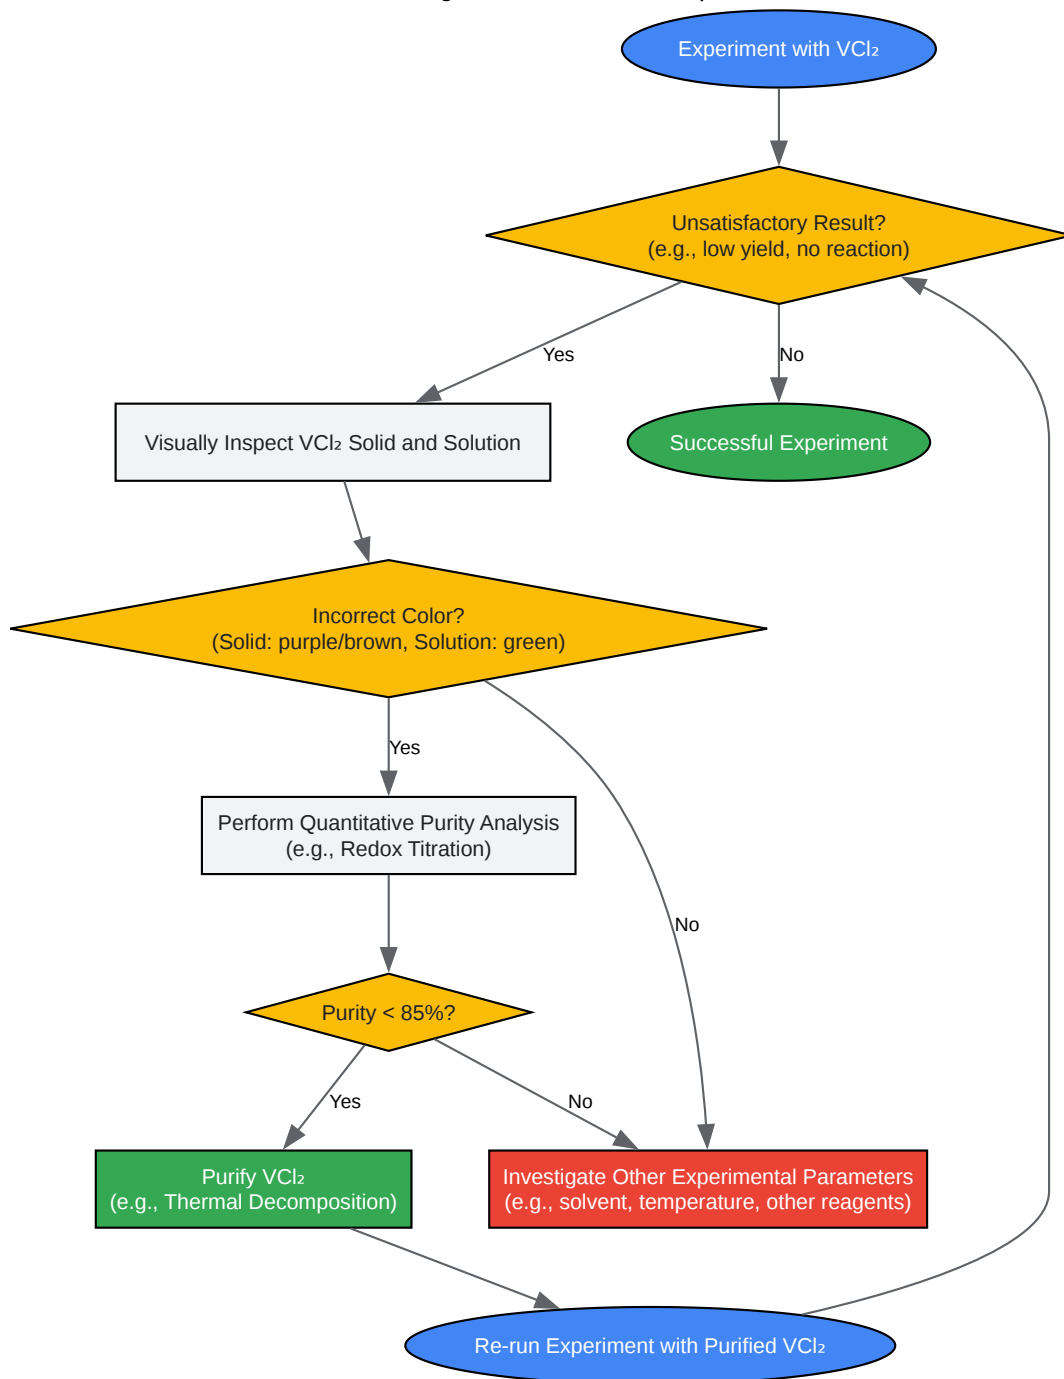 Experiment with VCl₂
Unsatisfactory Result?
(e.g., low yield, no reaction)
Yes
No
Visually Inspect VCl₂ Solid and Solution
Successful Experiment
Incorrect Color?
(Solid: purple/brown, Solution: green)
Yes
Perform Quantitative Purity Analysis
(e.g., Redox Titration)
No
Purity < 85%?
Yes
No
Purify VCl₂
(e.g., Thermal Decomposition)
Investigate Other Experimental Parameters
(e.g., solvent, temperature, other reagents)
Re-run Experiment with Purified VCl₂